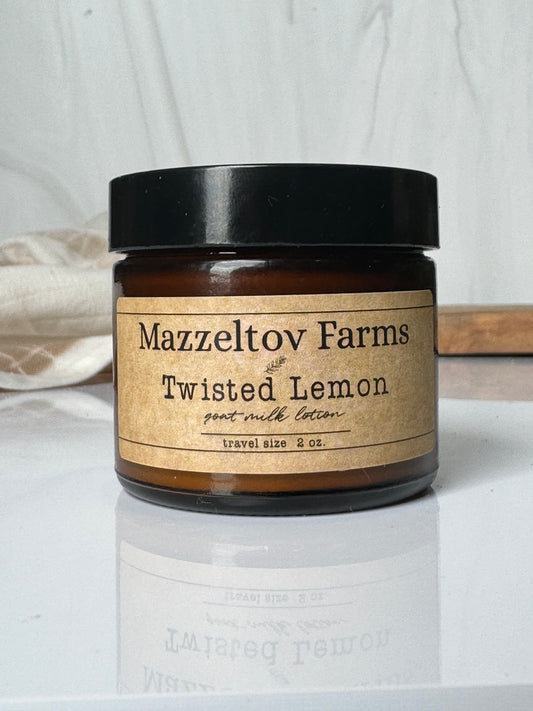 Mazzeltov Farms
Twisted Lemon
goat milk lotion
travel size 2 oz.